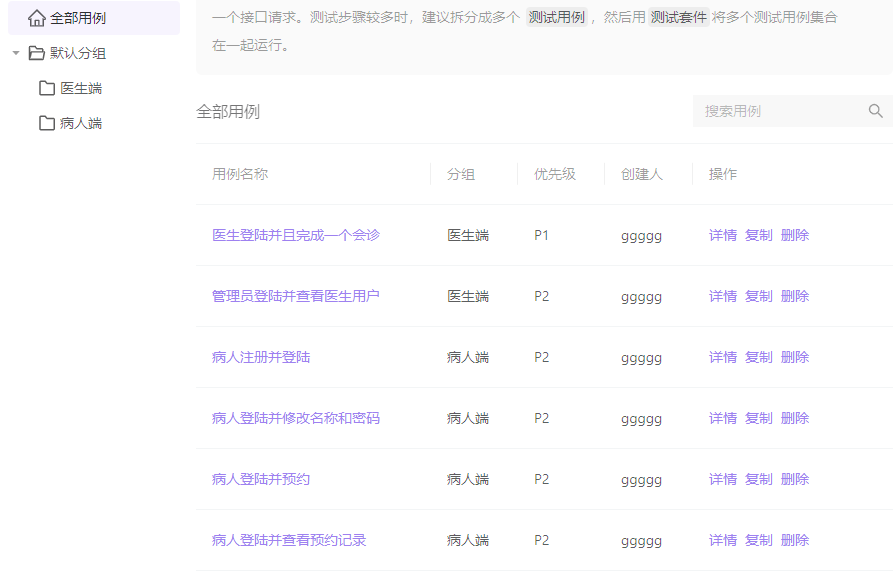 全部用例
默认分组
医生端
病人端
一个接口请求。测试步骤较多时，建议拆分成多个 测试用例 ，然后用 测试套件 将多个测试用例集合
在一起运行。
全部用例
搜索用例
用例名称 分组 优先级 创建人 操作
医生登陆并且完成一个会诊 医生端 P1 ggggg 详情 复制 删除
管理员登陆并查看医生用户 医生端 P2 ggggg 详情 复制 删除
病人注册并登陆 病人端 P2 ggggg 详情 复制 删除
病人登陆并修改名称和密码 病人端 P2 ggggg 详情 复制 删除
病人登陆并预约 病人端 P2 ggggg 详情 复制 删除
病人登陆并查看预约记录 病人端 P2 ggggg 详情 复制 删除